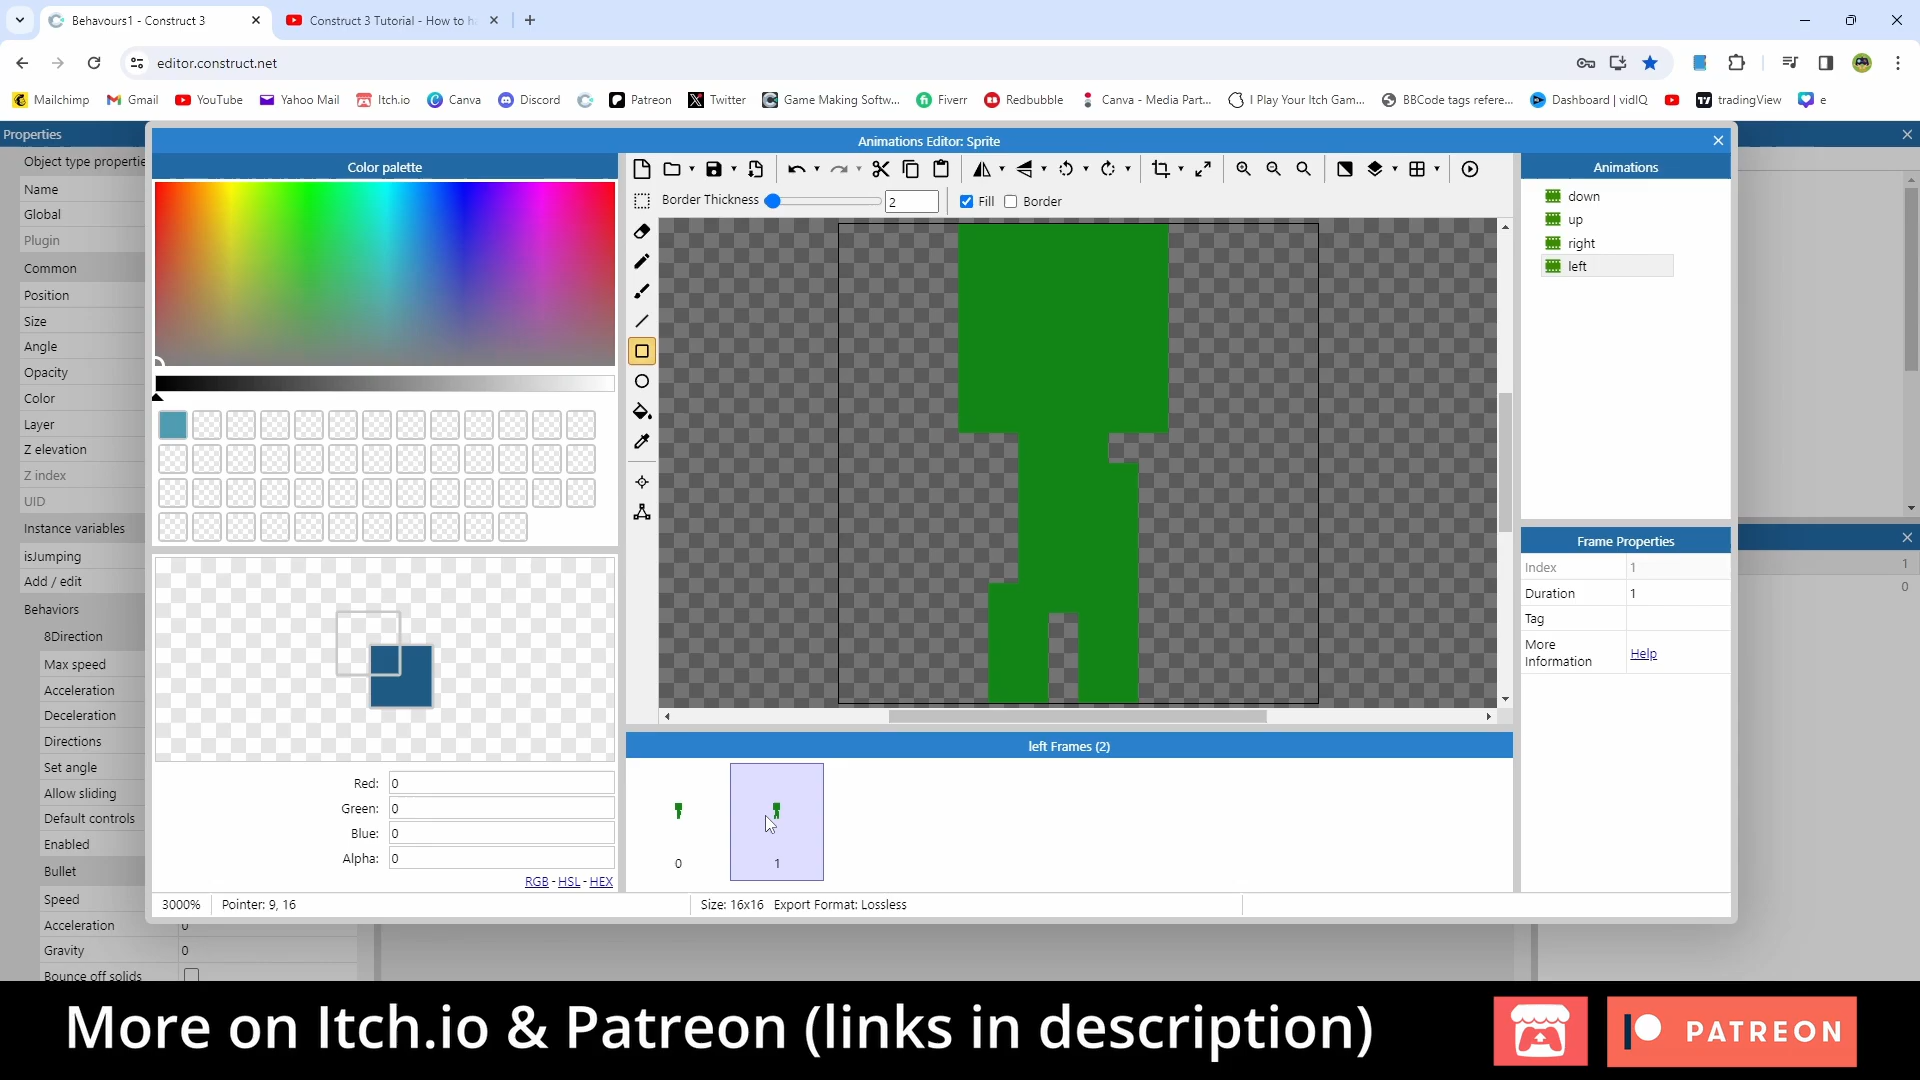 Behavours1 - Construct 3
Construct 3 Tutorial - How to h
editor.construct.net
Mailchimp
Gmail
YouTube
Yahoo Mail
Itch.io
Canva
Discord
Patreon
Twitter
Game Making Softw...
Fiverr
Redbubble
Canva - Media Part...
I Play Your Itch Gam...
BBCode tags refere...
Dashboard | vidIQ
tradingView
e
Properties
Object type propertie
Name
Global
Plugin
Common
Position
Size
Angle
Opacity
Color
Layer
Z elevation
Z index
UID
Instance variables
isJumping
Add / edit
Behaviors
8Direction
Max speed
Acceleration
Deceleration
Directions
Set angle
Allow sliding
Default controls
Enabled
Bullet
Speed
Acceleration
0
Gravity
0
Bounce off solids
Animations Editor: Sprite
Color palette
Red: 0
Green: 0
Blue: 0
Alpha: 0
RGB - HSL - HEX
Border Thickness
2
Fill
Border
left Frames (2)
0
1
3000%
Pointer: 9, 16
Size: 16x16 Export Format: Lossless
Animations
down
up
right
left
Frame Properties
Index 1
Duration 1
Tag
More Information
Help
1
0
More on Itch.io & Patreon (links in description)
PATREON